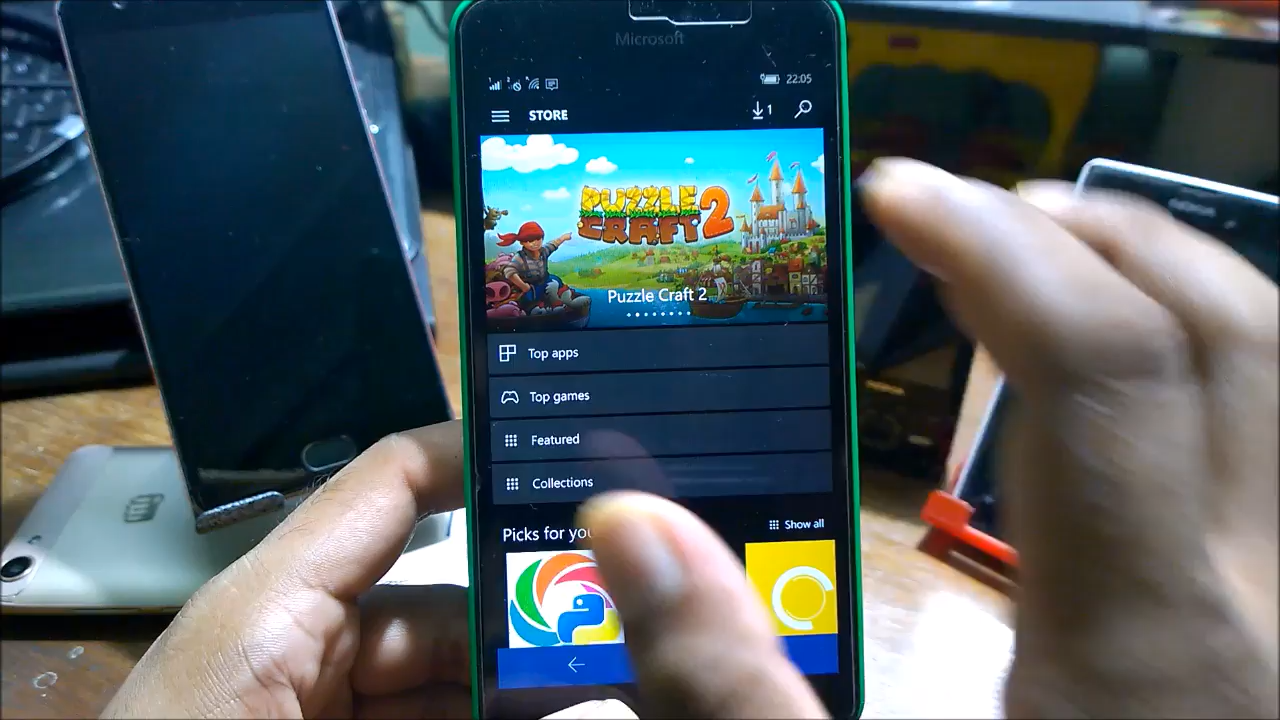 Microsoft
22:05
STORE
1
PUZZLE
CRAFT 2
Puzzle Craft 2
Top apps
Top games
Featured
Collections
Picks for you
Show all